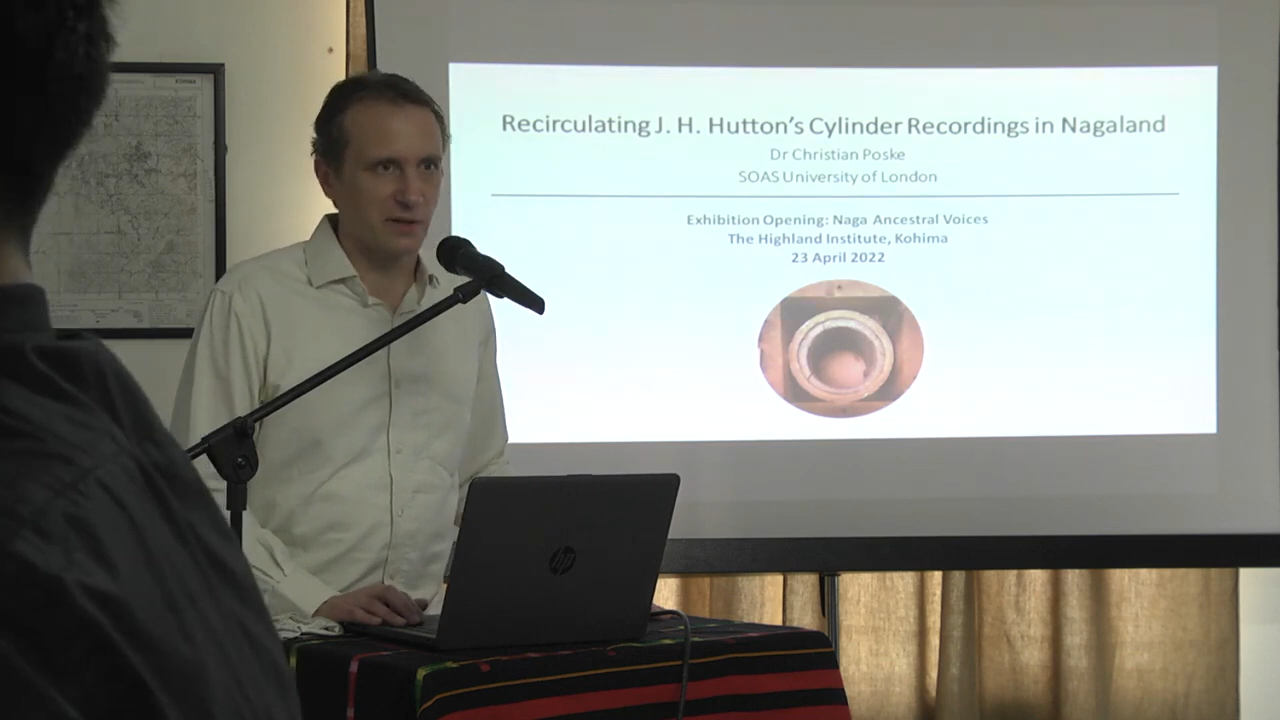 Recirculating J. H. Hutton's Cylinder Recordings in Nagaland
Dr Christian Poske
SOAS University of London
Exhibition Opening: Naga Ancestral Voices
The Highland Institute, Kohima
23 April 2022
hp